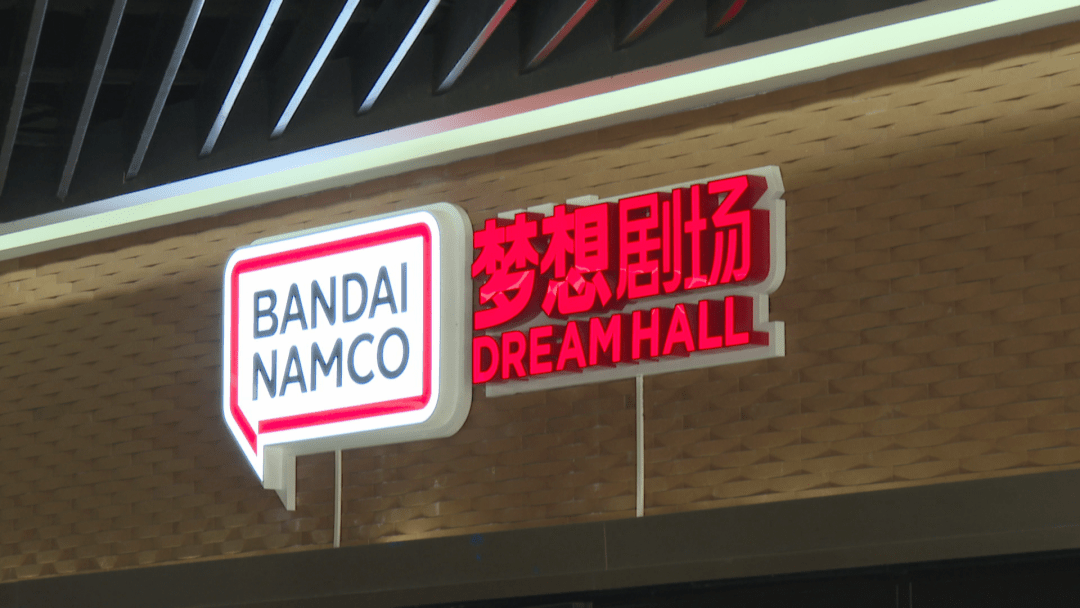 BANDAI
NAMCO
梦想剧场
DREAM HALL